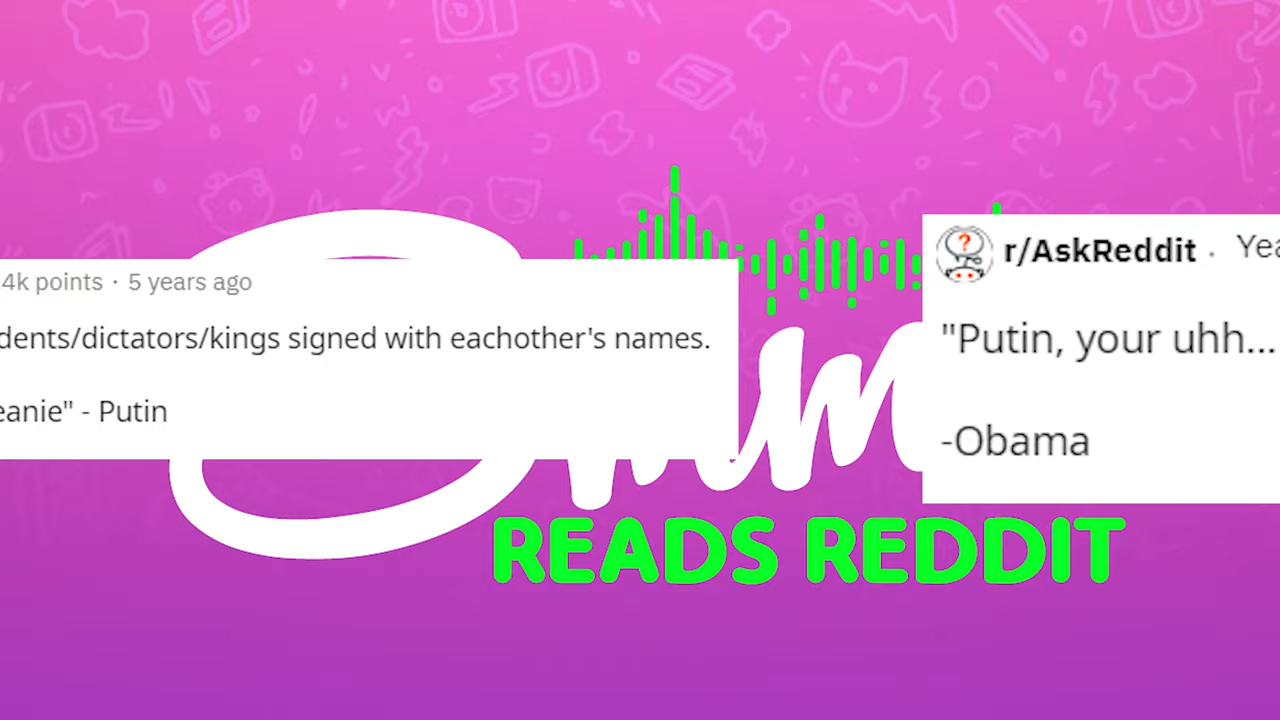 4k points · 5 years ago
dents/dictators/kings signed with eachother's names.
eanie" - Putin
r/AskReddit ·
"Putin, your uhh...
-Obama
READS REDDIT